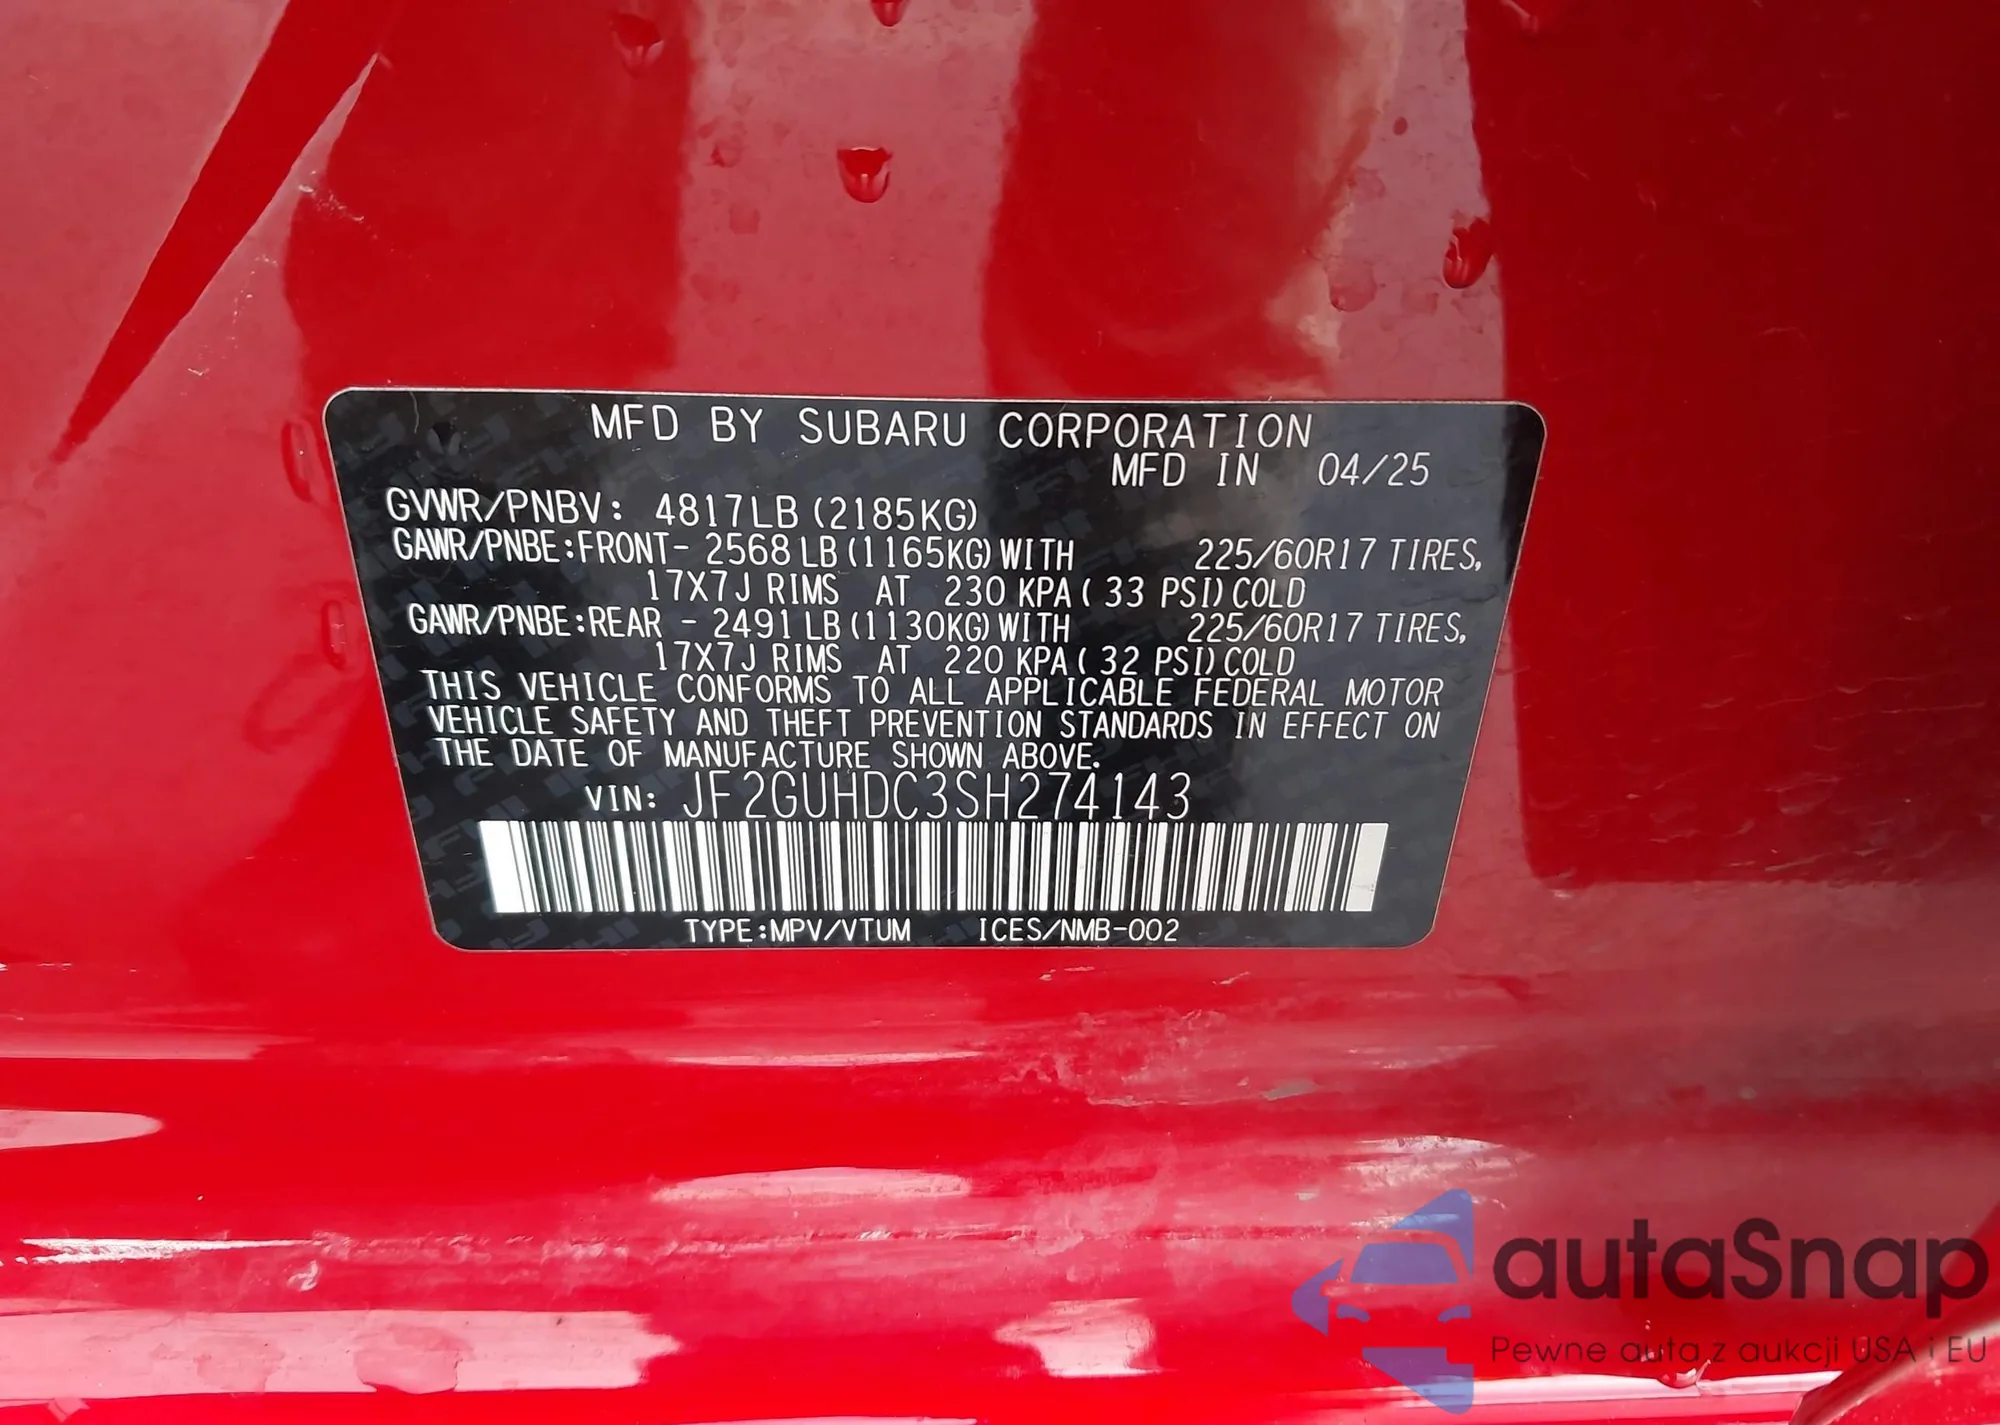 MFD BY SUBARU CORPORATION
MFD IN 04/25
GVWR/PNBV: 4817LB (2185KG)
GAWR/PNBE:FRONT- 2568 LB (1165KG) WITH 225/60R17 TIRES,
17X7J RIMS AT 230 KPA ( 33 PSI) COLD
GAWR/PNBE:REAR - 2491 LB (1130KG) WITH 225/60R17 TIRES,
17X7J RIMS AT 220 KPA ( 32 PSI) COLD
THIS VEHICLE CONFORMS TO ALL APPLICABLE FEDERAL MOTOR
VEHICLE SAFETY AND THEFT PREVENTION STANDARDS IN EFFECT ON
THE DATE OF MANUFACTURE SHOWN ABOVE.
VIN: JF2GUHDC3SH274143
TYPE:MPV/VTUM ICES/NMB-002
autaSnap
Pewne auta z aukcji USA i EU